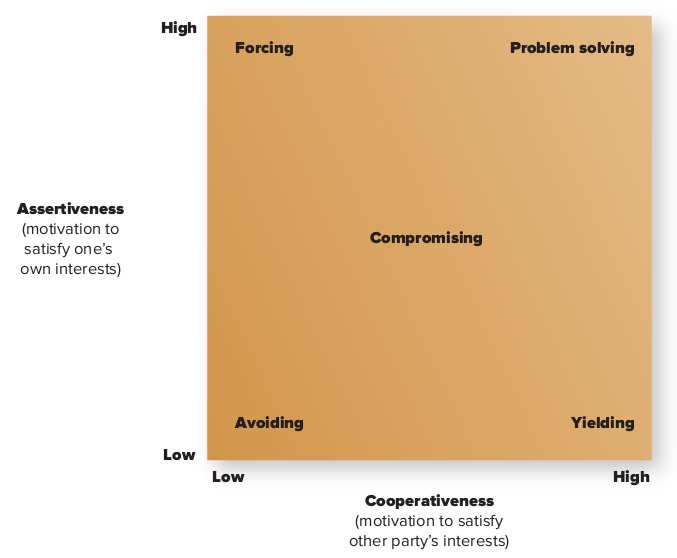 High
Forcing
Problem solving
Assertiveness
(motivation to
satisfy one’s
own interests)
Compromising
Avoiding
Yielding
Low
Low
High
Cooperativeness
(motivation to satisfy
other party’s interests)